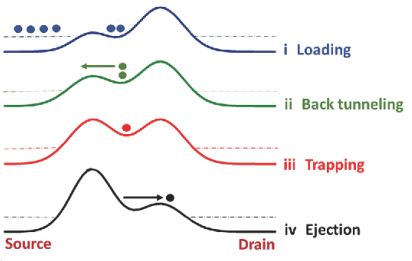 i Loading
ii Back tunneling
iii Trapping
iv Ejection
Source Drain